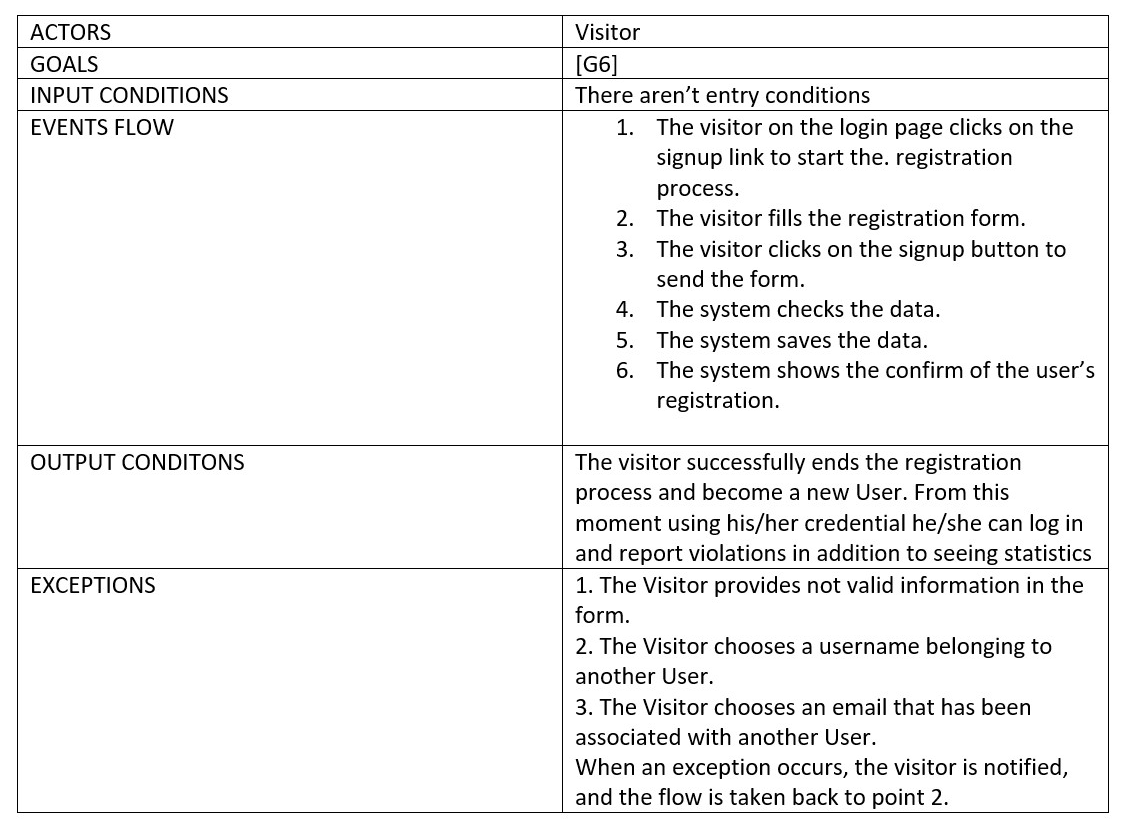 ACTORS
Visitor
GOALS
[G6]
INPUT CONDITIONS
There aren’t entry conditions
EVENTS FLOW
1. The visitor on the login page clicks on the
signup link to start the. registration
process.
2. The visitor fills the registration form.
3. The visitor clicks on the signup button to
send the form.
4. The system checks the data.
5. The system saves the data.
6. The system shows the confirm of the user’s
registration.
OUTPUT CONDITONS
The visitor successfully ends the registration
process and become a new User. From this
moment using his/her credential he/she can log in
and report violations in addition to seeing statistics
EXCEPTIONS
1. The Visitor provides not valid information in the
form.
2. The Visitor chooses a username belonging to
another User.
3. The Visitor chooses an email that has been
associated with another User.
When an exception occurs, the visitor is notified,
and the flow is taken back to point 2.